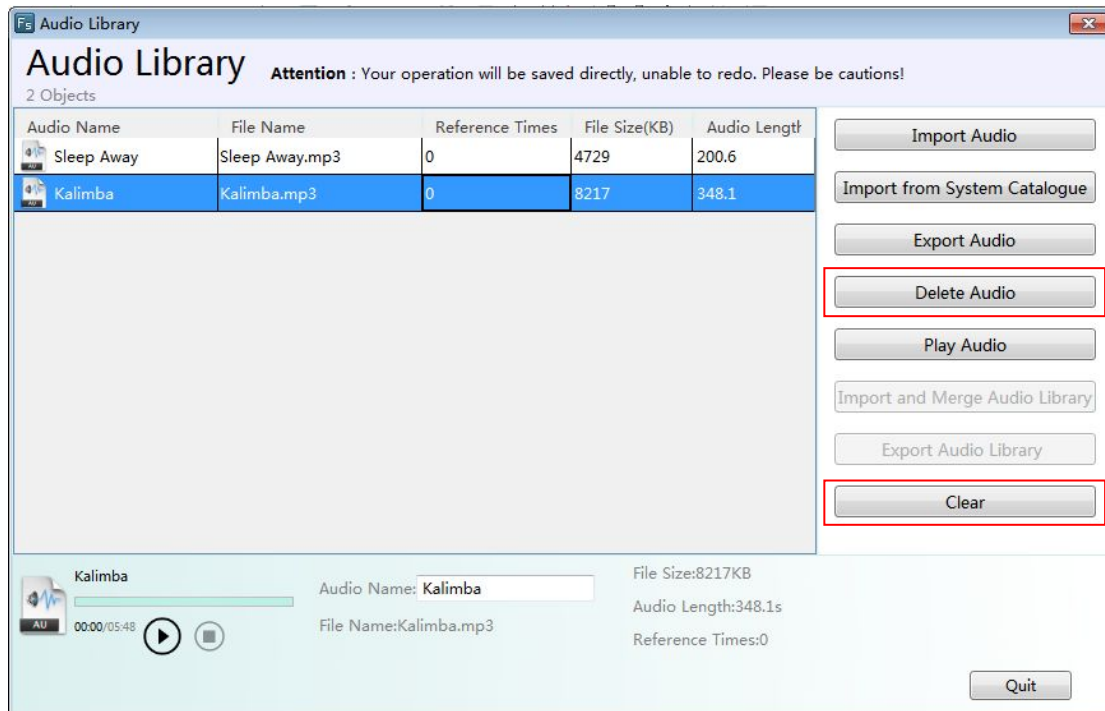 Fs Audio Library
Audio Library Attention : Your operation will be saved directly, unable to redo. Please be cautions!
2 Objects
Audio Name File Name Reference Times File Size(KB) Audio Length
AU Sleep Away Sleep Away.mp3 0 4729 200.6
AU Kalimba Kalimba.mp3 0 8217 348.1
Import Audio
Import from System Catalogue
Export Audio
Delete Audio
Play Audio
Import and Merge Audio Library
Export Audio Library
Clear
Kalimba
AU 00:00/05:48
Audio Name: Kalimba
File Name:Kalimba.mp3
File Size:8217KB
Audio Length:348.1s
Reference Times:0
Quit